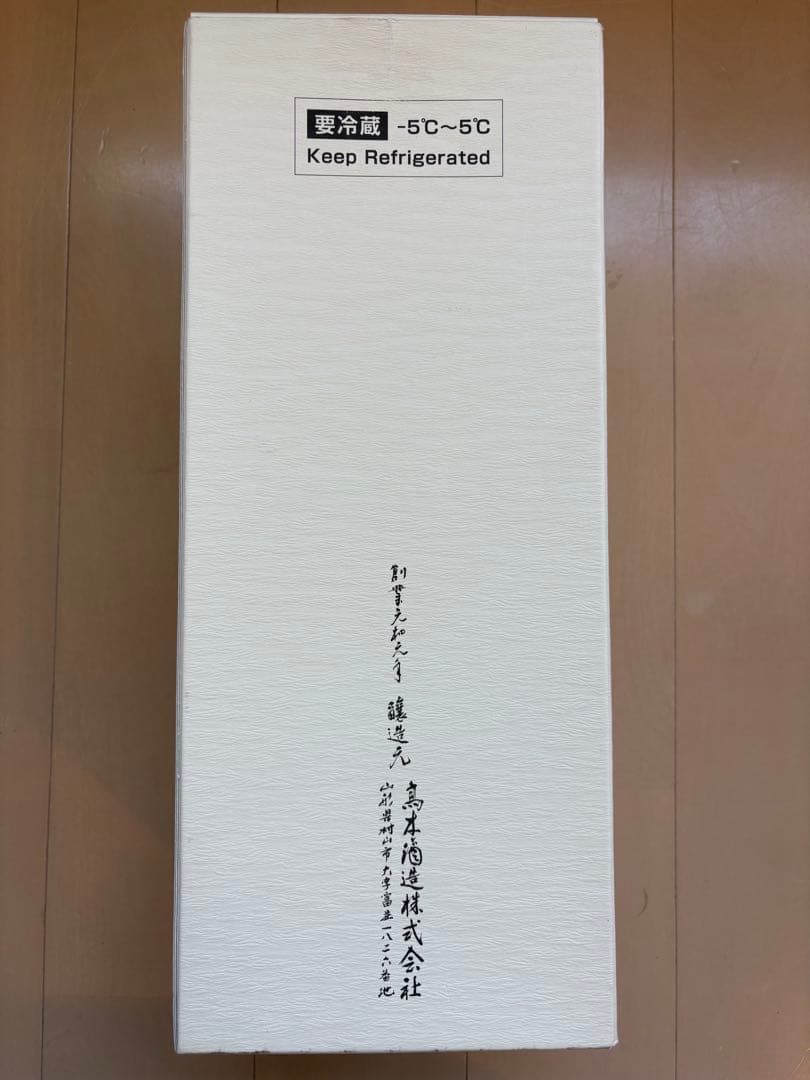 要冷蔵 -5℃～5℃
Keep Refrigerated
創業元和元年 醸造元
高木酒造株式会社
山形県村山市大字富並一八二六番地